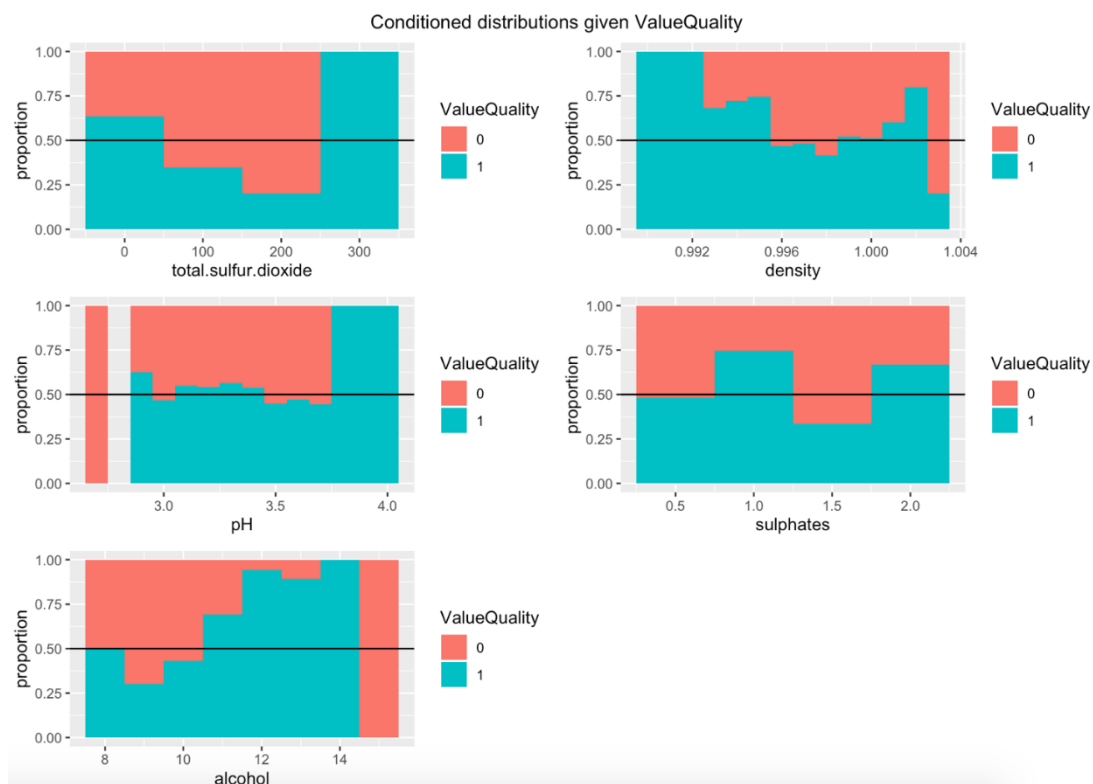 Conditioned distributions given ValueQuality
1.00
0.75
0.50
0.25
0.00
proportion
0 100 200 300
total.sulfur.dioxide
ValueQuality
0
1
1.00
0.75
0.50
0.25
0.00
proportion
0.992 0.996 1.000 1.004
density
ValueQuality
0
1
1.00
0.75
0.50
0.25
0.00
proportion
3.0 3.5 4.0
pH
ValueQuality
0
1
1.00
0.75
0.50
0.25
0.00
proportion
0.5 1.0 1.5 2.0
sulphates
ValueQuality
0
1
1.00
0.75
0.50
0.25
0.00
proportion
8 10 12 14
alcohol
ValueQuality
0
1